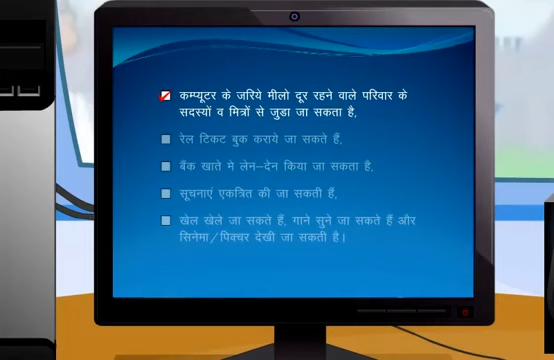 कम्प्यूटर के जरिये मीलो दूर रहने वाले परिवार के
सदस्यों व मित्रों से जुडा जा सकता है,
रेल टिकट बुक कराये जा सकते हैं,
बैंक खाते मे लेन–देन किया जा सकता है,
सूचनाएं एकत्रित की जा सकती हैं,
खेल खेले जा सकते हैं, गाने सुने जा सकते हैं और
सिनेमा/पिक्चर देखी जा सकती है।